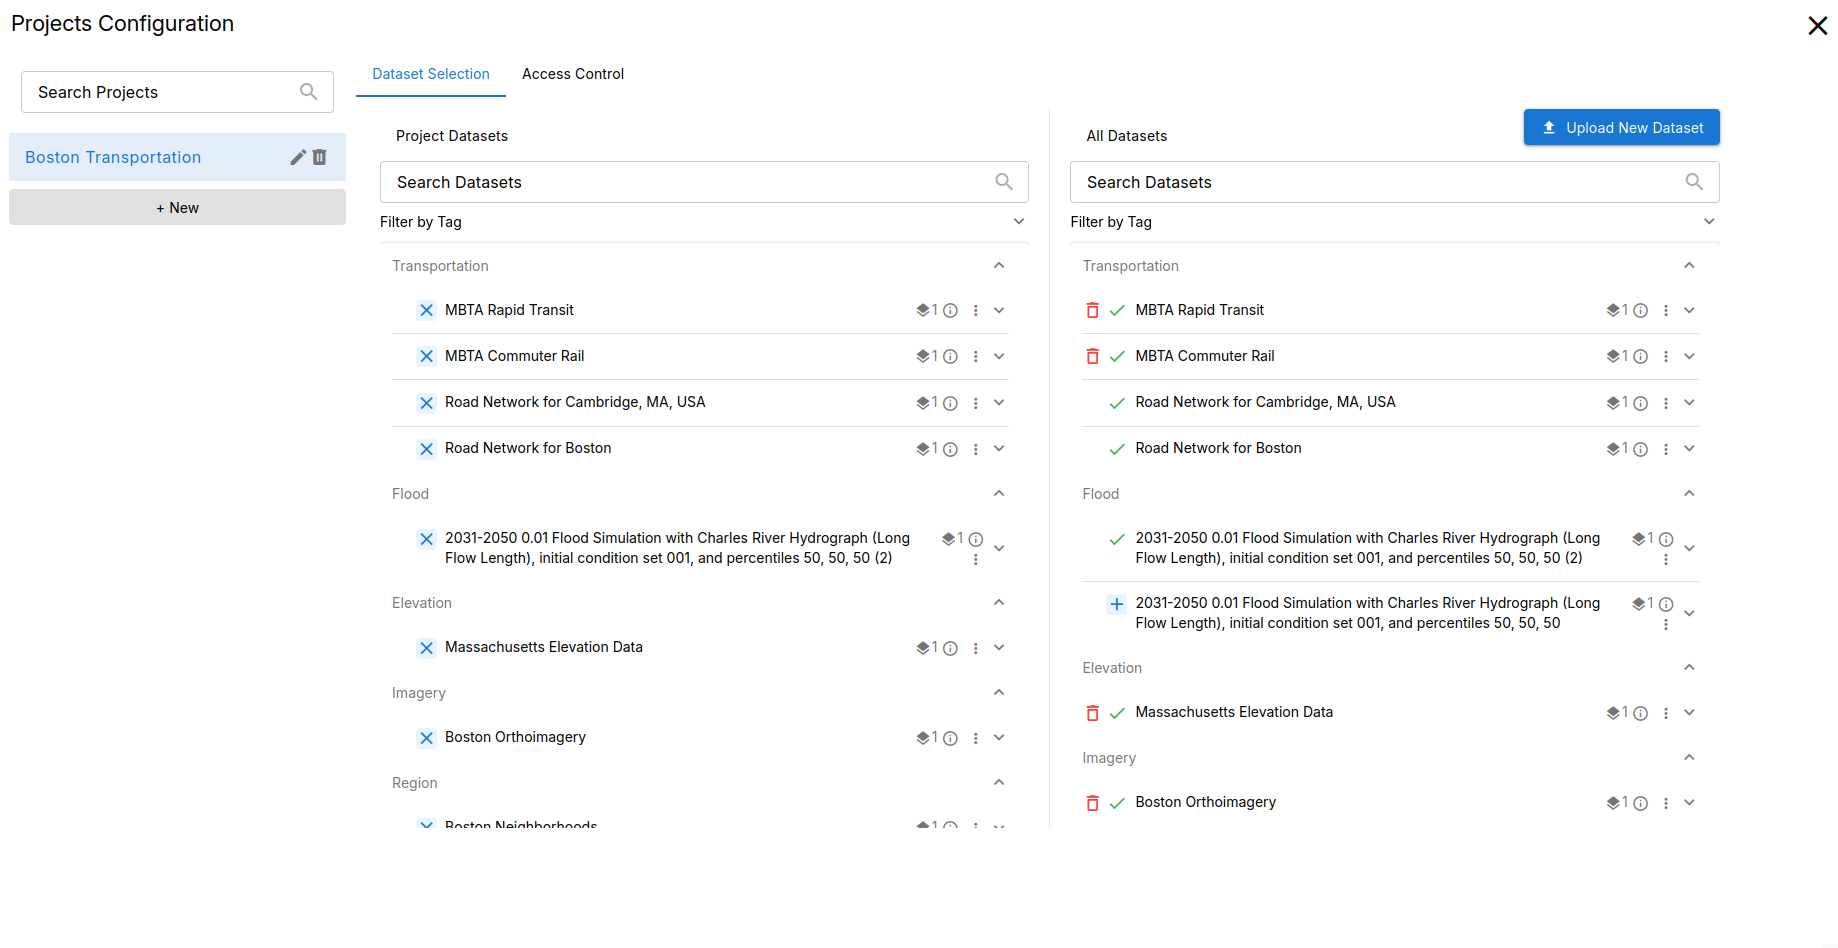 Projects Configuration
Search Projects
Boston Transportation
+ New
Dataset Selection
Access Control
Project Datasets
Search Datasets
Filter by Tag
Transportation
MBTA Rapid Transit
1
MBTA Commuter Rail
1
Road Network for Cambridge, MA, USA
1
Road Network for Boston
1
Flood
2031-2050 0.01 Flood Simulation with Charles River Hydrograph (Long
Flow Length), initial condition set 001, and percentiles 50, 50, 50 (2)
1
Elevation
Massachusetts Elevation Data
1
Imagery
Boston Orthoimagery
1
Region
Boston Neighborhoods
1
All Datasets
Upload New Dataset
Search Datasets
Filter by Tag
Transportation
MBTA Rapid Transit
1
MBTA Commuter Rail
1
Road Network for Cambridge, MA, USA
1
Road Network for Boston
1
Flood
2031-2050 0.01 Flood Simulation with Charles River Hydrograph (Long
Flow Length), initial condition set 001, and percentiles 50, 50, 50 (2)
1
2031-2050 0.01 Flood Simulation with Charles River Hydrograph (Long
Flow Length), initial condition set 001, and percentiles 50, 50, 50
1
Elevation
Massachusetts Elevation Data
1
Imagery
Boston Orthoimagery
1